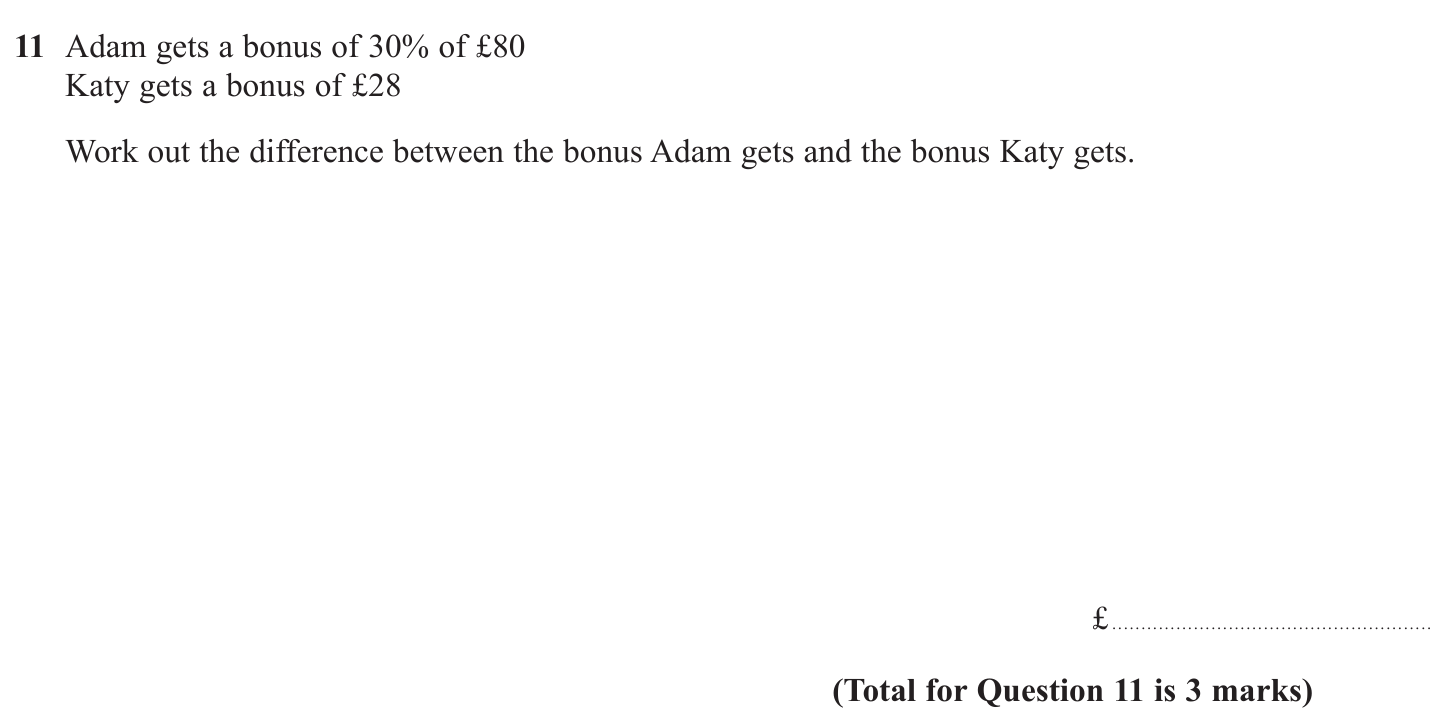 11 Adam gets a bonus of 30% of £80
Katy gets a bonus of £28
Work out the difference between the bonus Adam gets and the bonus Katy gets.
£
(Total for Question 11 is 3 marks)